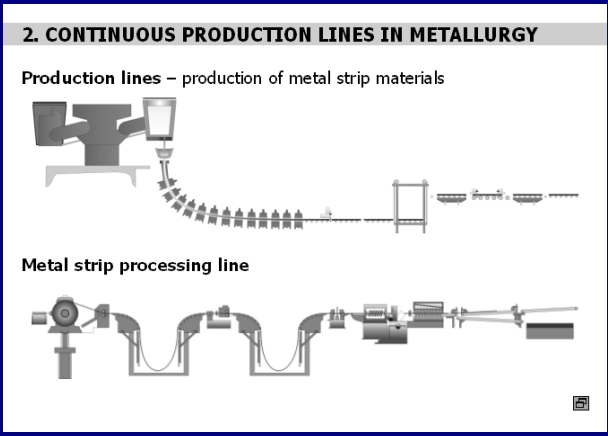 2. CONTINUOUS PRODUCTION LINES IN METALLURGY
Production lines – production of metal strip materials
Metal strip processing line